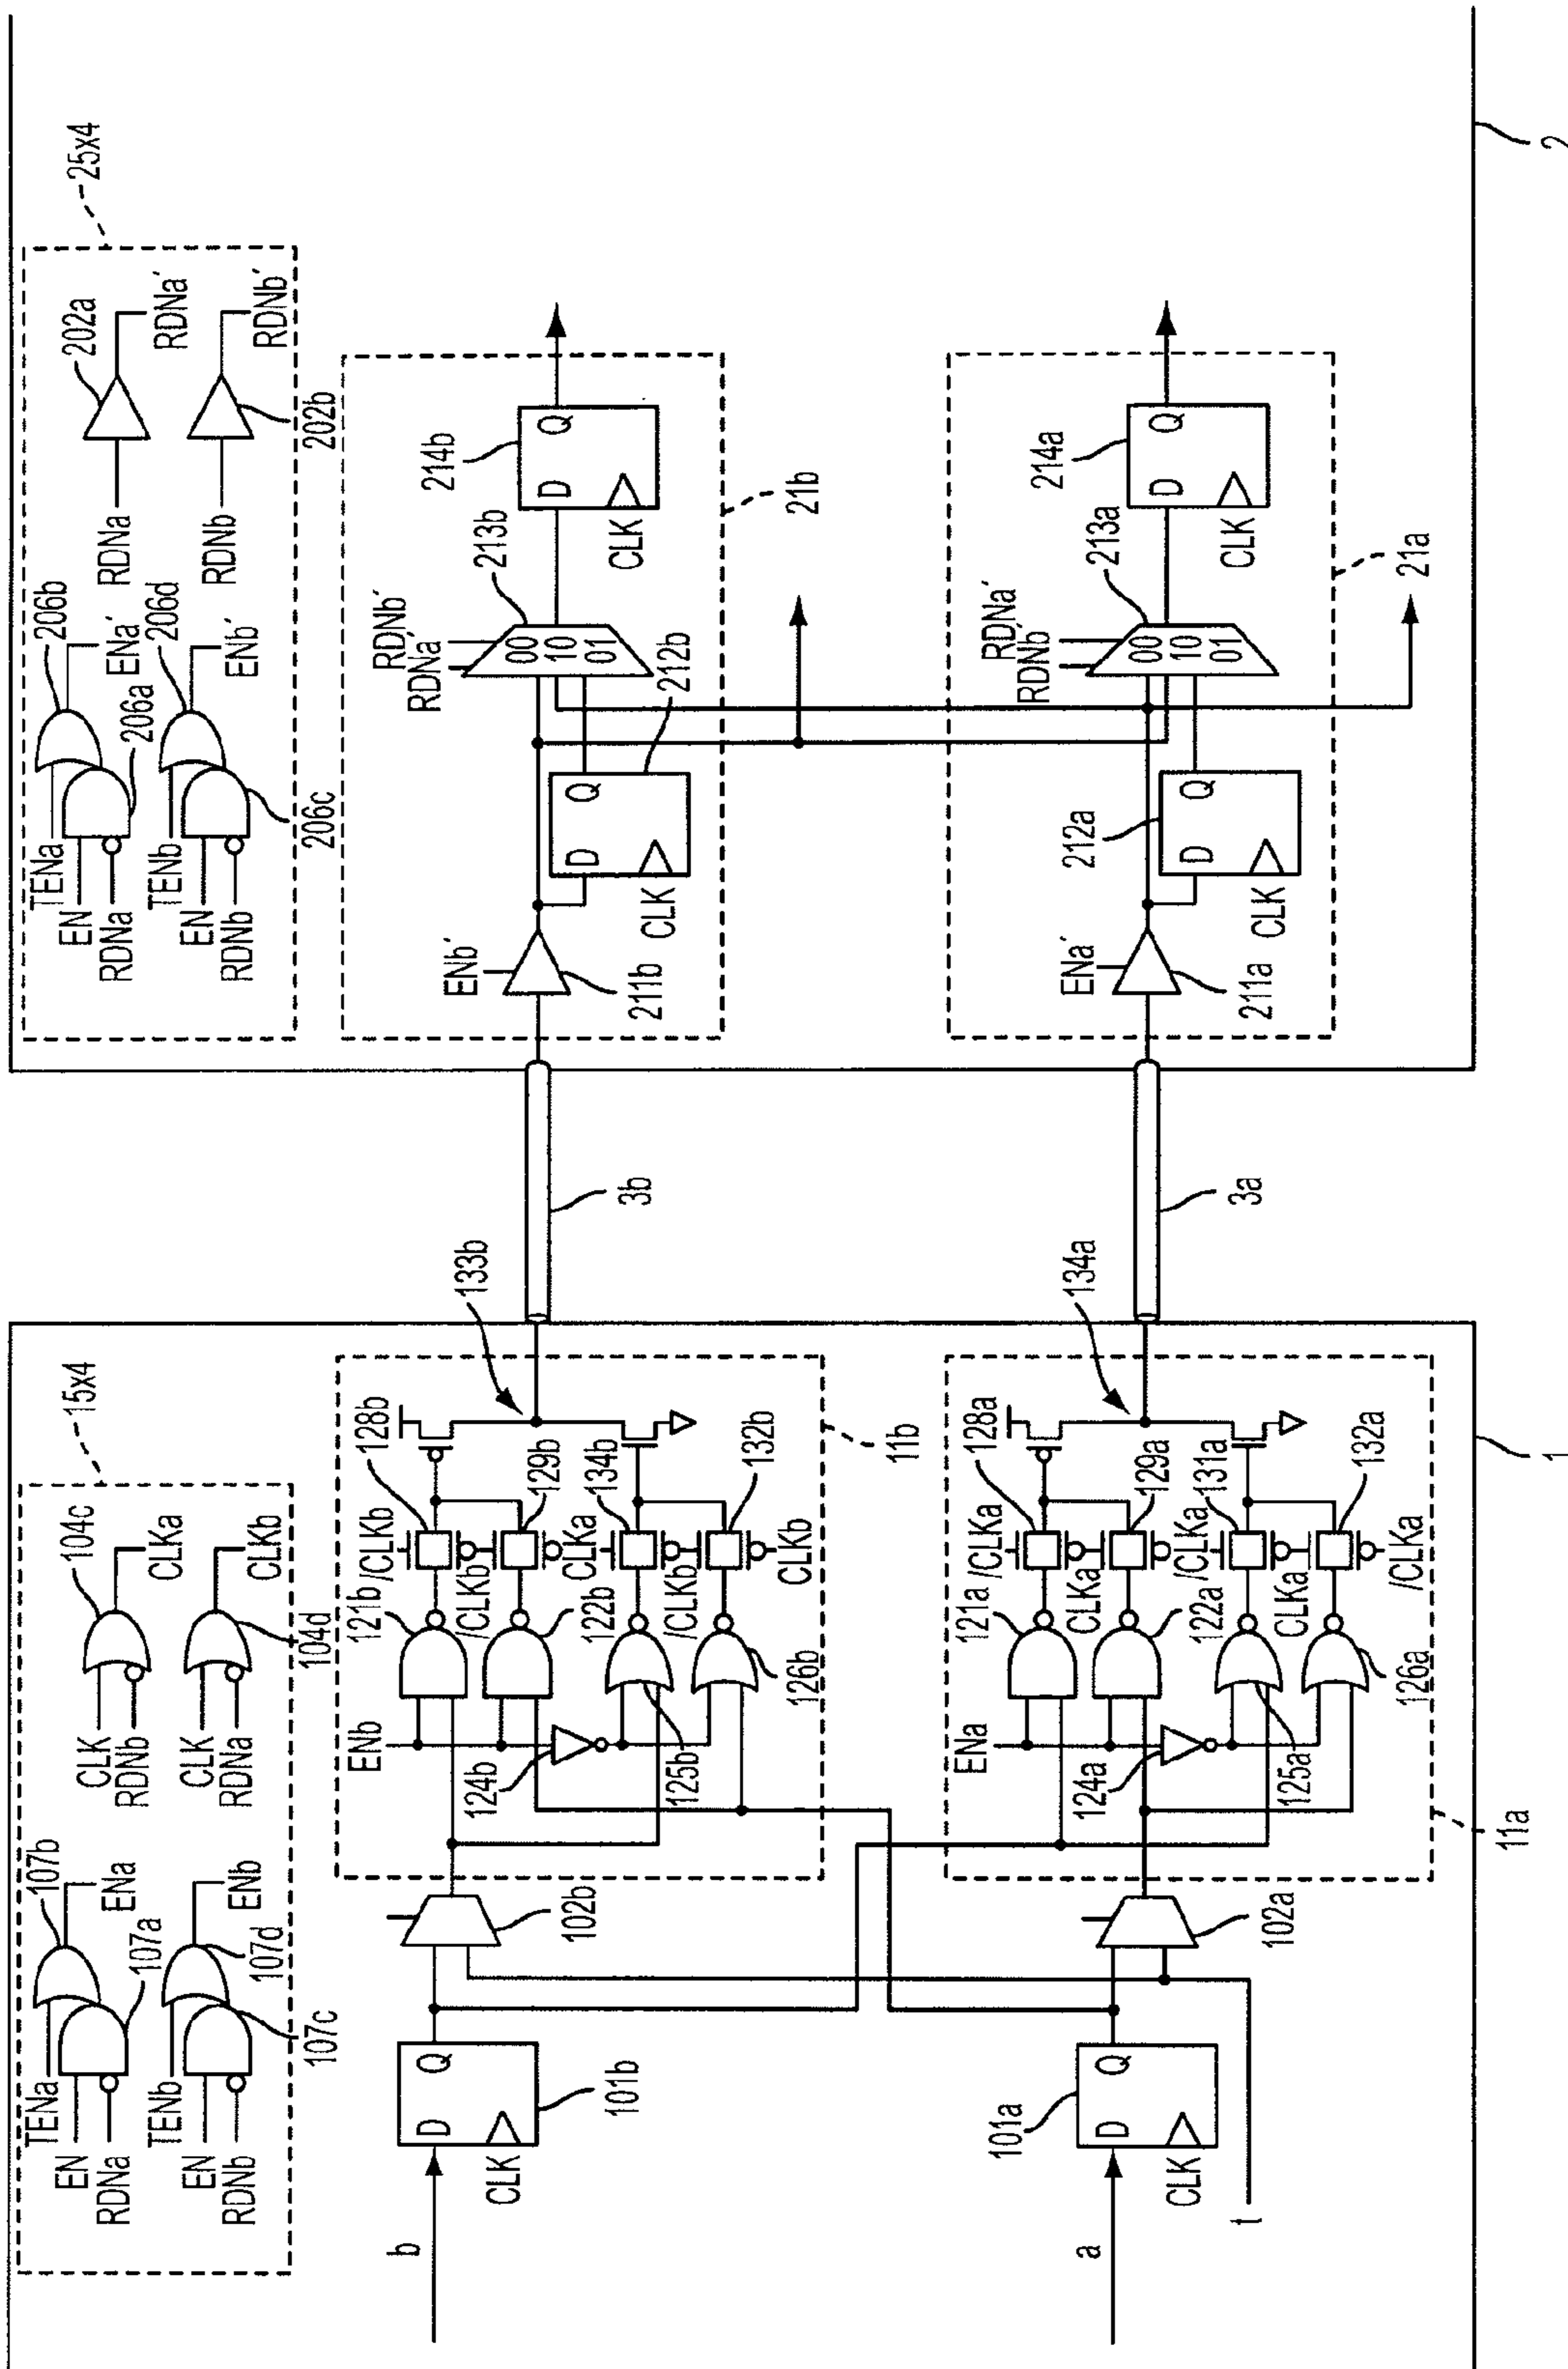 15x4
TENa
EN
RDNa
107b
ENa
107a
TENb
EN
RDNb
107d
ENb
107c
CLK
RDNb
104c
CLKa
CLK
RDNa
CLKb
104d
b
D Q
CLK
101b
102b
a
D Q
CLK
101a
102a
t
ENb
124b
121b
/CLKb
128b
/CLKb
129b
122b
CLKa
134b
/CLKb
132b
CLKb
125b
126b
11b
133b
ENa
124a
121a
/CLKa
128a
CLKa
129a
122a
/CLKa
131a
CLKa
132a
/CLKa
125a
126a
11a
134a
1
3b
3a
25x4
TENa
EN
RDNa
206b
ENa′
206a
TENb
EN
RDNb
206d
ENb′
206c
RDNa
202a
RDNa′
RDNb
RDNb′
202b
ENb′
211b
D Q
CLK
212b
RDNb′
RDNa′
00
10
01
213b
D Q
CLK
214b
21b
ENa′
211a
D Q
CLK
212a
RDNa′
RDNb′
00
10
01
213a
D Q
CLK
214a
21a
2